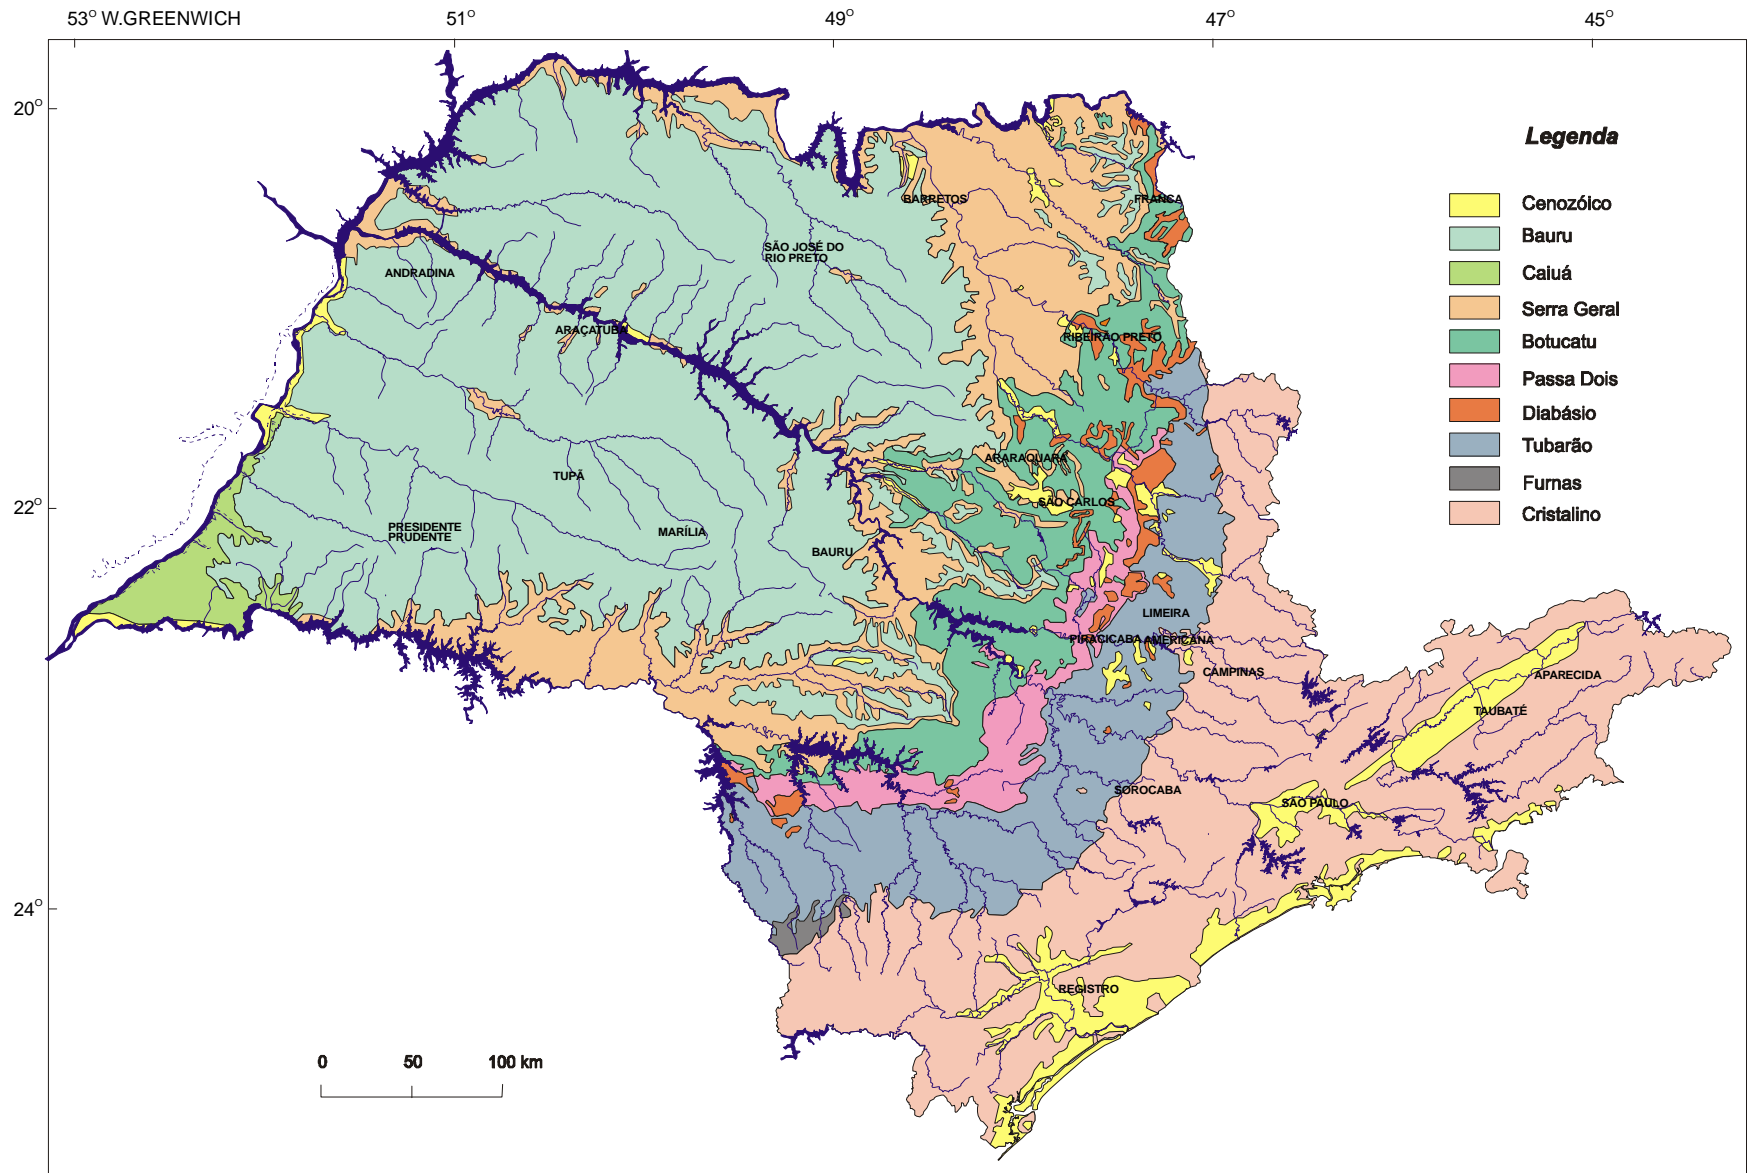 53° W.GREENWICH
51°
49°
47°
45°
20°
22°
24°
Legenda
Cenozóico
Bauru
Caiuá
Serra Geral
Botucatu
Passa Dois
Diabásio
Tubarão
Furnas
Cristalino
BARRETOS
FRANCA
SÃO JOSÉ DO
RIO PRETO
ANDRADINA
ARAÇATUBA
RIBEIRÃO PRETO
ARARAQUARA
TUPÃ
SÃO CARLOS
PRESIDENTE
PRUDENTE
MARÍLIA
BAURU
LIMEIRA
PIRACICABA
AMERICANA
CAMPINAS
APARECIDA
TAUBATÉ
SOROCABA
SÃO PAULO
REGISTRO
0
50
100 km